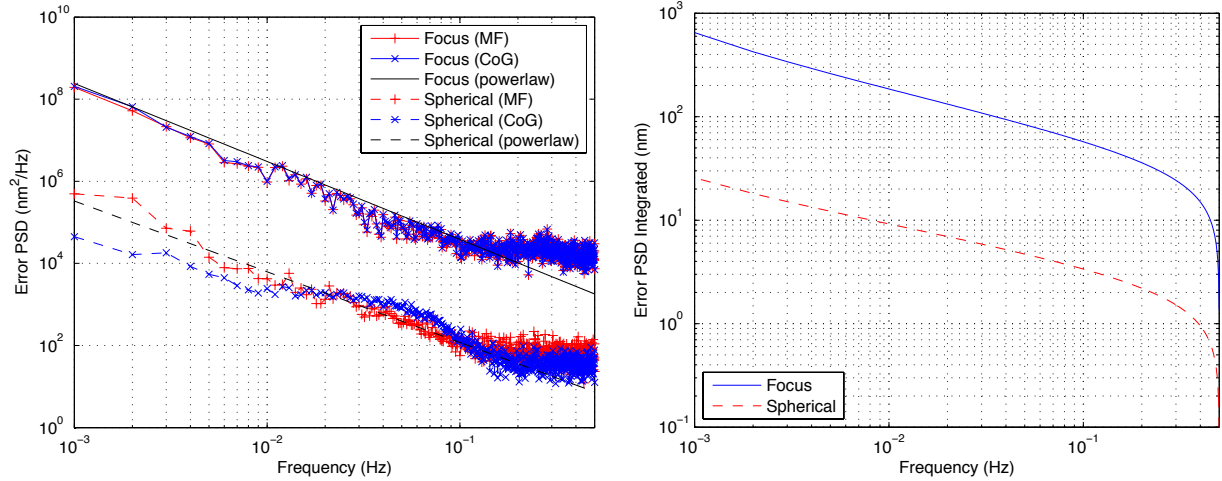 10^10
10^8
10^6
10^4
10^2
10^0
Error PSD (nm^2/Hz)
10^-3
10^-2
10^-1
Frequency (Hz)
Focus (MF)
Focus (CoG)
Focus (powerlaw)
Spherical (MF)
Spherical (CoG)
Spherical (powerlaw)
10^3
10^2
10^1
10^0
10^-1
Error PSD Integrated (nm)
10^-3
10^-2
10^-1
Frequency (Hz)
Focus
Spherical